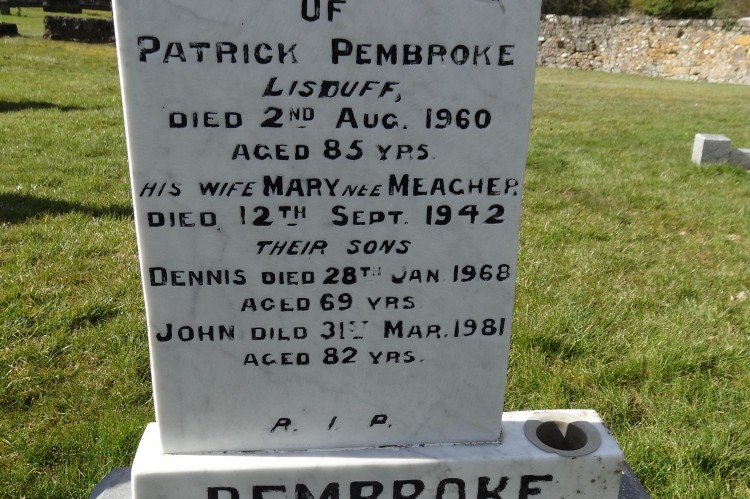 OF
PATRICK PEMBROKE
LISDUFF,
DIED 2ND AUG. 1960
AGED 85 YRS.
HIS WIFE MARY NEE MEAGHER
DIED 12TH SEPT. 1942
THEIR SONS
DENNIS DIED 28TH JAN. 1968
AGED 69 YRS
JOHN DIED 31ST MAR. 1981
AGED 82 YRS.
R. I. P.
PEMBROKE